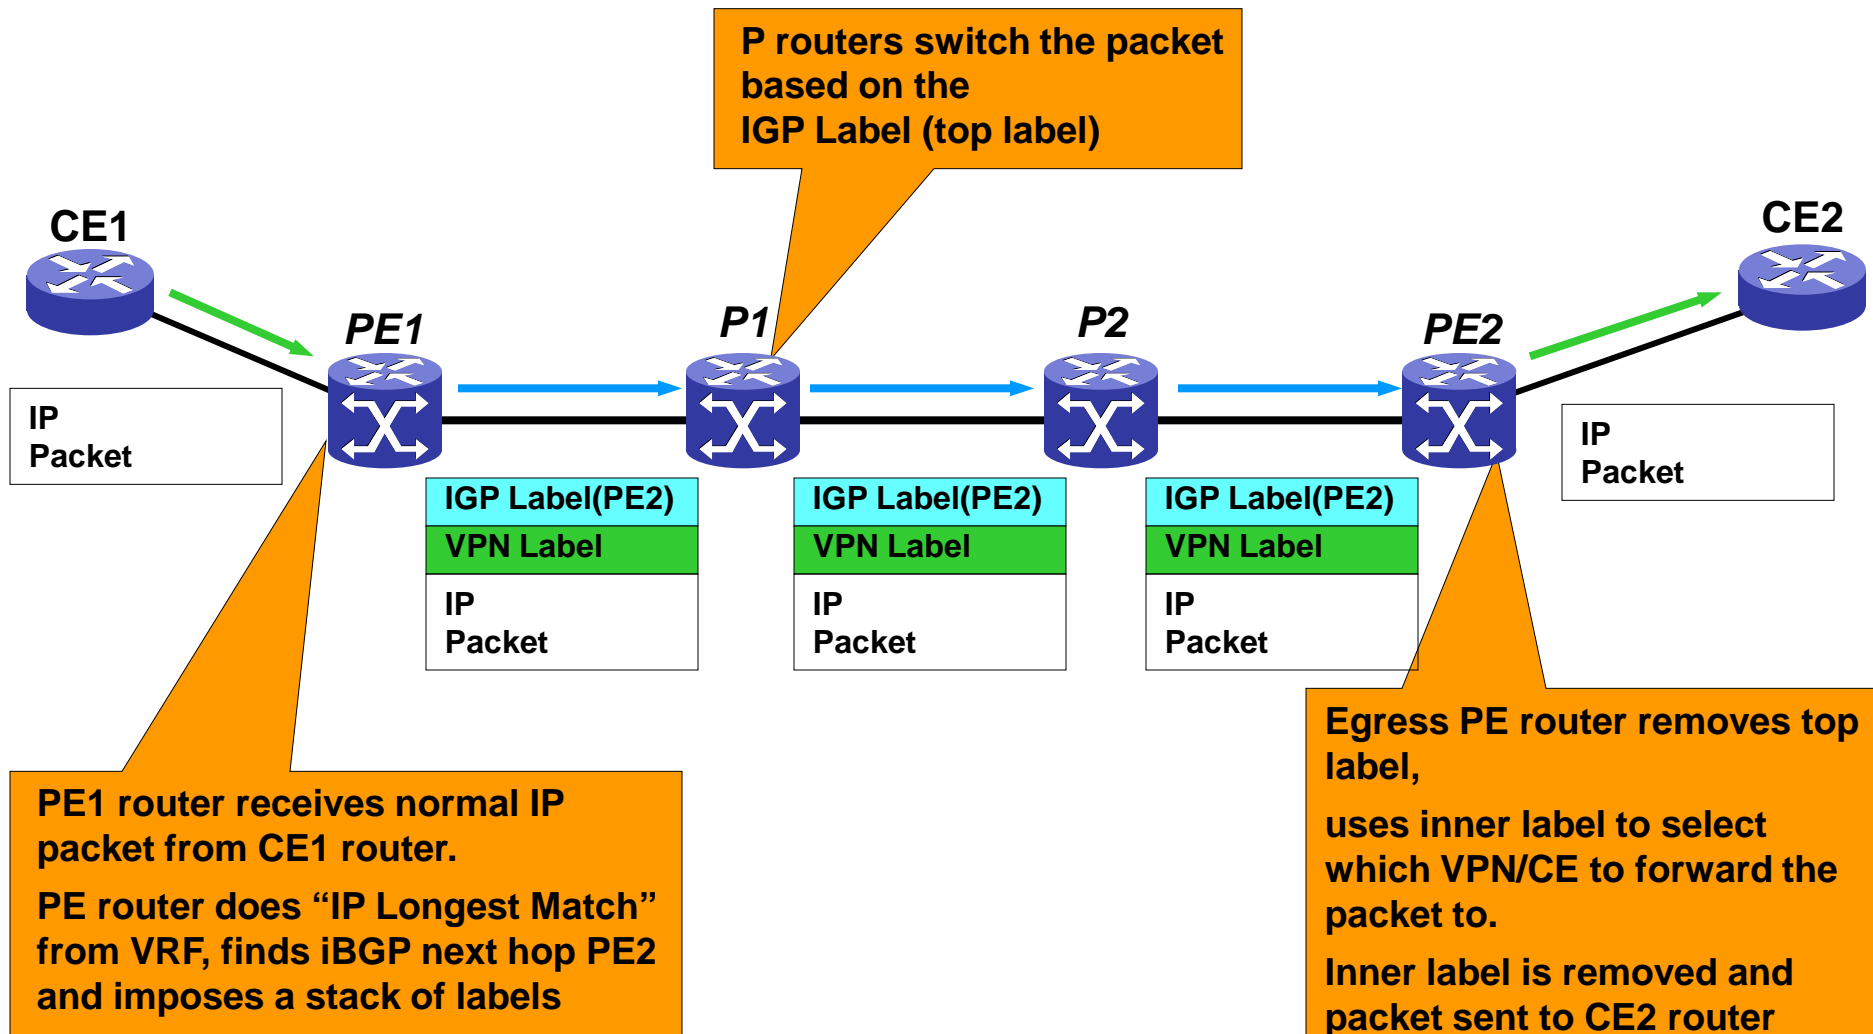 P routers switch the packet
based on the
IGP Label (top label)
CE1
CE2
PE1
P1
P2
PE2
IP
Packet
IGP Label(PE2)
VPN Label
IP
Packet
IGP Label(PE2)
VPN Label
IP
Packet
IGP Label(PE2)
VPN Label
IP
Packet
IP
Packet
PE1 router receives normal IP
packet from CE1 router.
PE router does “IP Longest Match”
from VRF, finds iBGP next hop PE2
and imposes a stack of labels
Egress PE router removes top
label,
uses inner label to select
which VPN/CE to forward the
packet to.
Inner label is removed and
packet sent to CE2 router